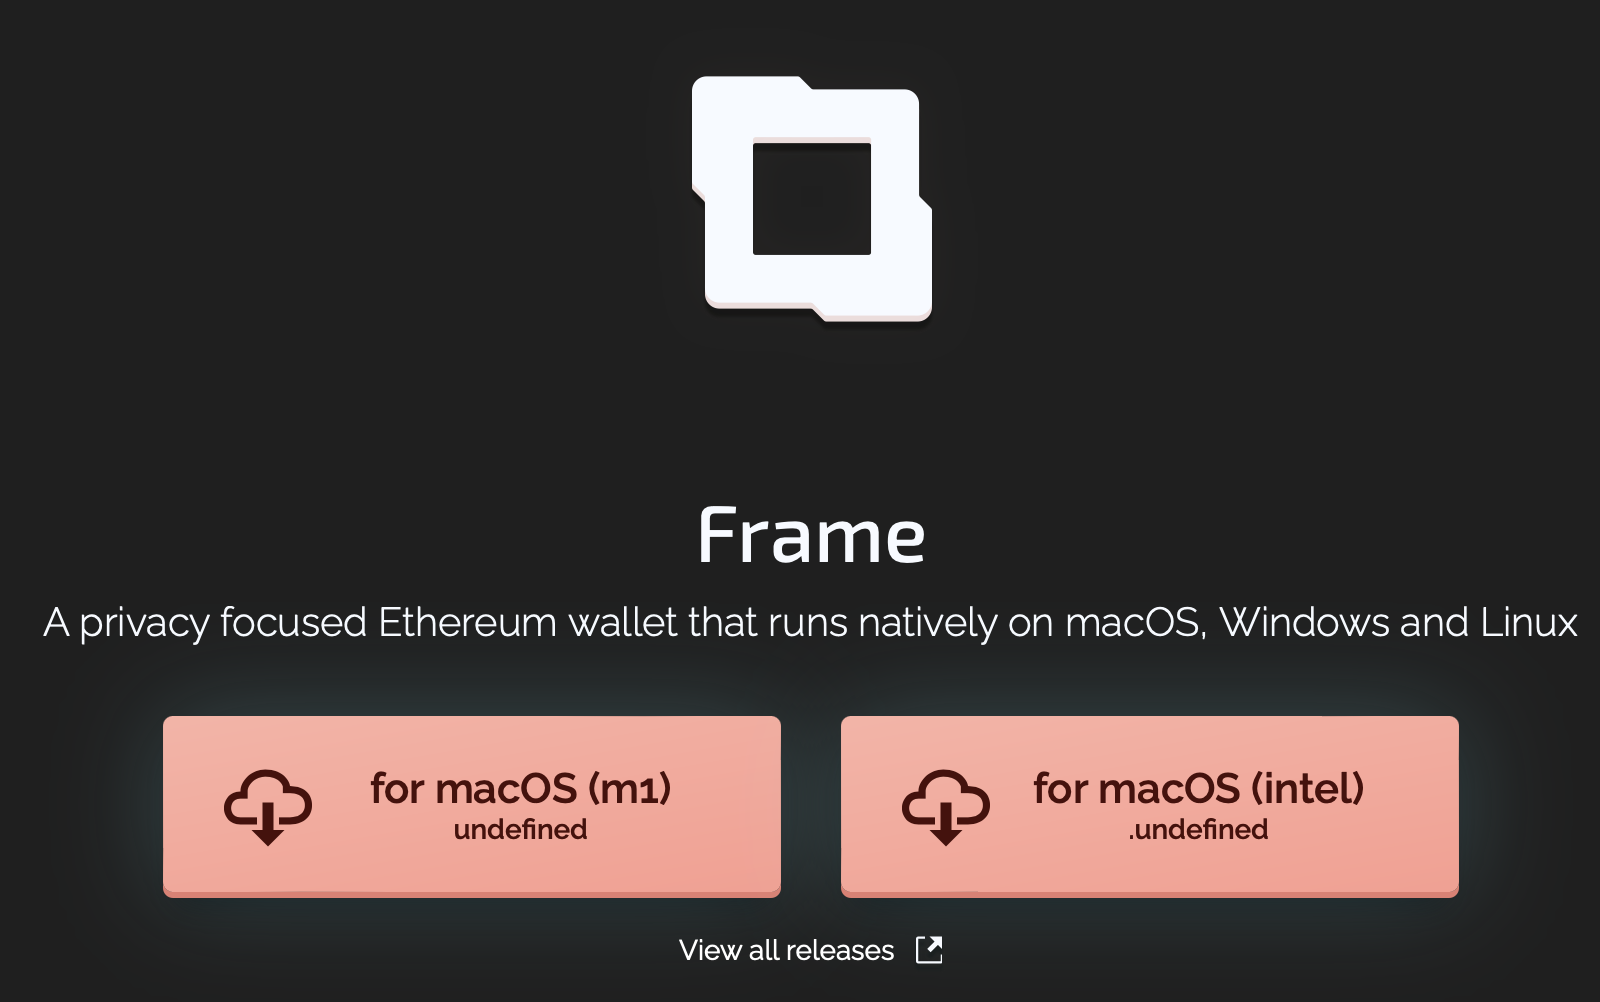 Frame
A privacy focused Ethereum wallet that runs natively on macOS, Windows and Linux
for macOS (m1)
undefined
for macOS (intel)
.undefined
View all releases